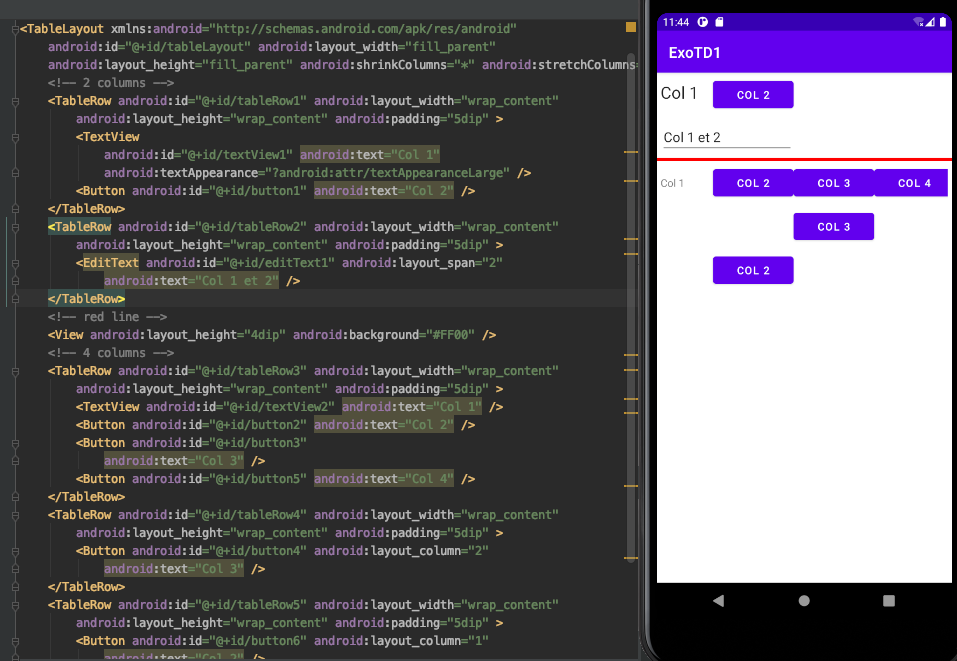 <TableLayout xmlns:android="http://schemas.android.com/apk/res/android"
android:id="@+id/tableLayout" android:layout_width="fill_parent"
android:layout_height="fill_parent" android:shrinkColumns="*" android:stretchColumns=
<!-- 2 columns -->
<TableRow android:id="@+id/tableRow1" android:layout_width="wrap_content"
android:layout_height="wrap_content" android:padding="5dip" >
<TextView
android:id="@+id/textView1" android:text="Col 1"
android:textAppearance="?android:attr/textAppearanceLarge" />
<Button android:id="@+id/button1" android:text="Col 2" />
</TableRow>
<TableRow android:id="@+id/tableRow2" android:layout_width="wrap_content"
android:layout_height="wrap_content" android:padding="5dip" >
<EditText android:id="@+id/editText1" android:layout_span="2"
android:text="Col 1 et 2" />
</TableRow>
<!-- red line -->
<View android:layout_height="4dip" android:background="#FF00" />
<!-- 4 columns -->
<TableRow android:id="@+id/tableRow3" android:layout_width="wrap_content"
android:layout_height="wrap_content" android:padding="5dip" >
<TextView android:id="@+id/textView2" android:text="Col 1" />
<Button android:id="@+id/button2" android:text="Col 2" />
<Button android:id="@+id/button3"
android:text="Col 3" />
<Button android:id="@+id/button5" android:text="Col 4" />
</TableRow>
<TableRow android:id="@+id/tableRow4" android:layout_width="wrap_content"
android:layout_height="wrap_content" android:padding="5dip" >
<Button android:id="@+id/button4" android:layout_column="2"
android:text="Col 3" />
</TableRow>
<TableRow android:id="@+id/tableRow5" android:layout_width="wrap_content"
android:layout_height="wrap_content" android:padding="5dip" >
<Button android:id="@+id/button6" android:layout_column="1"
android:text="Col 2" />
11:44
ExoTD1
Col 1 COL 2
Col 1 et 2
Col 1 COL 2 COL 3 COL 4
COL 3
COL 2